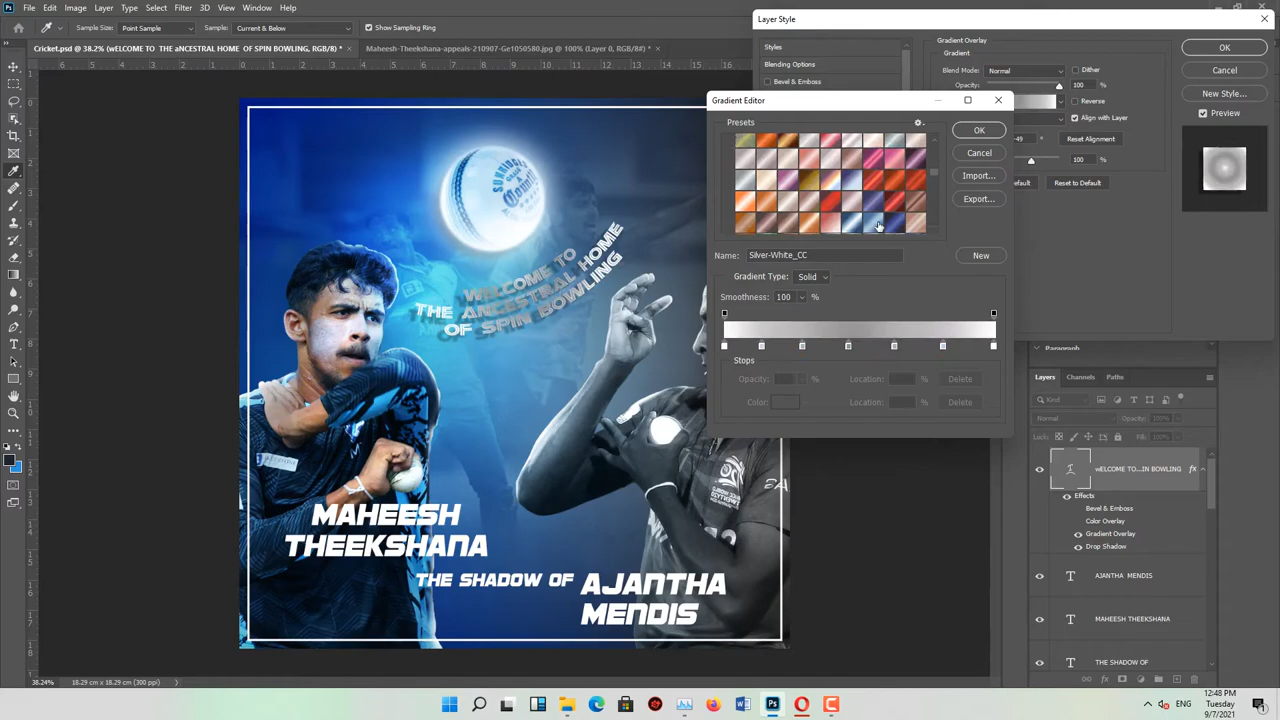 File Edit Image Layer Type Select Filter 3D View Window Help
Sample Size: Point Sample Sample: Current & Below Show Sampling Ring
Cricket.psd @ 38.2% (wELCOME TO THE aNCESTRAL HOME OF SPIN BOWLING, RGB/8) * ×
Maheesh-Theekshana-appeals-210907-Ge1050580.jpg @ 100% (Layer 0, RGB/8#) * ×
Layer Style
Styles
Blending Options
Bevel & Emboss
Gradient Overlay
Gradient
Blend Mode: Normal Dither
Opacity: 100 %
Reverse
Align with Layer
-49 ° Reset Alignment
100 %
Reset to Default
OK
Cancel
New Style...
Preview
Gradient Editor
Presets
OK
Cancel
Import...
Export...
Name: Silver-White_CC New
Gradient Type: Solid
Smoothness: 100 %
Stops
Opacity: % Location: % Delete
Color: Location: % Delete
WELCOME TO
THE ANCESTRAL HOME
OF SPIN BOWLING
MAHEESH
THEEKSHANA
THE SHADOW OF AJANTHA
MENDIS
Paragraph
Layers Channels Paths
Kind
Normal Opacity: 100%
Lock: Fill: 100%
wELCOME TO...IN BOWLING fx
Effects
Bevel & Emboss
Color Overlay
Gradient Overlay
Drop Shadow
T AJANTHA MENDIS
T MAHEESH THEEKSHANA
T THE SHADOW OF
38.24% 18.29 cm x 18.29 cm (300 ppi)
ENG
12:48 PM
Tuesday
9/7/2021